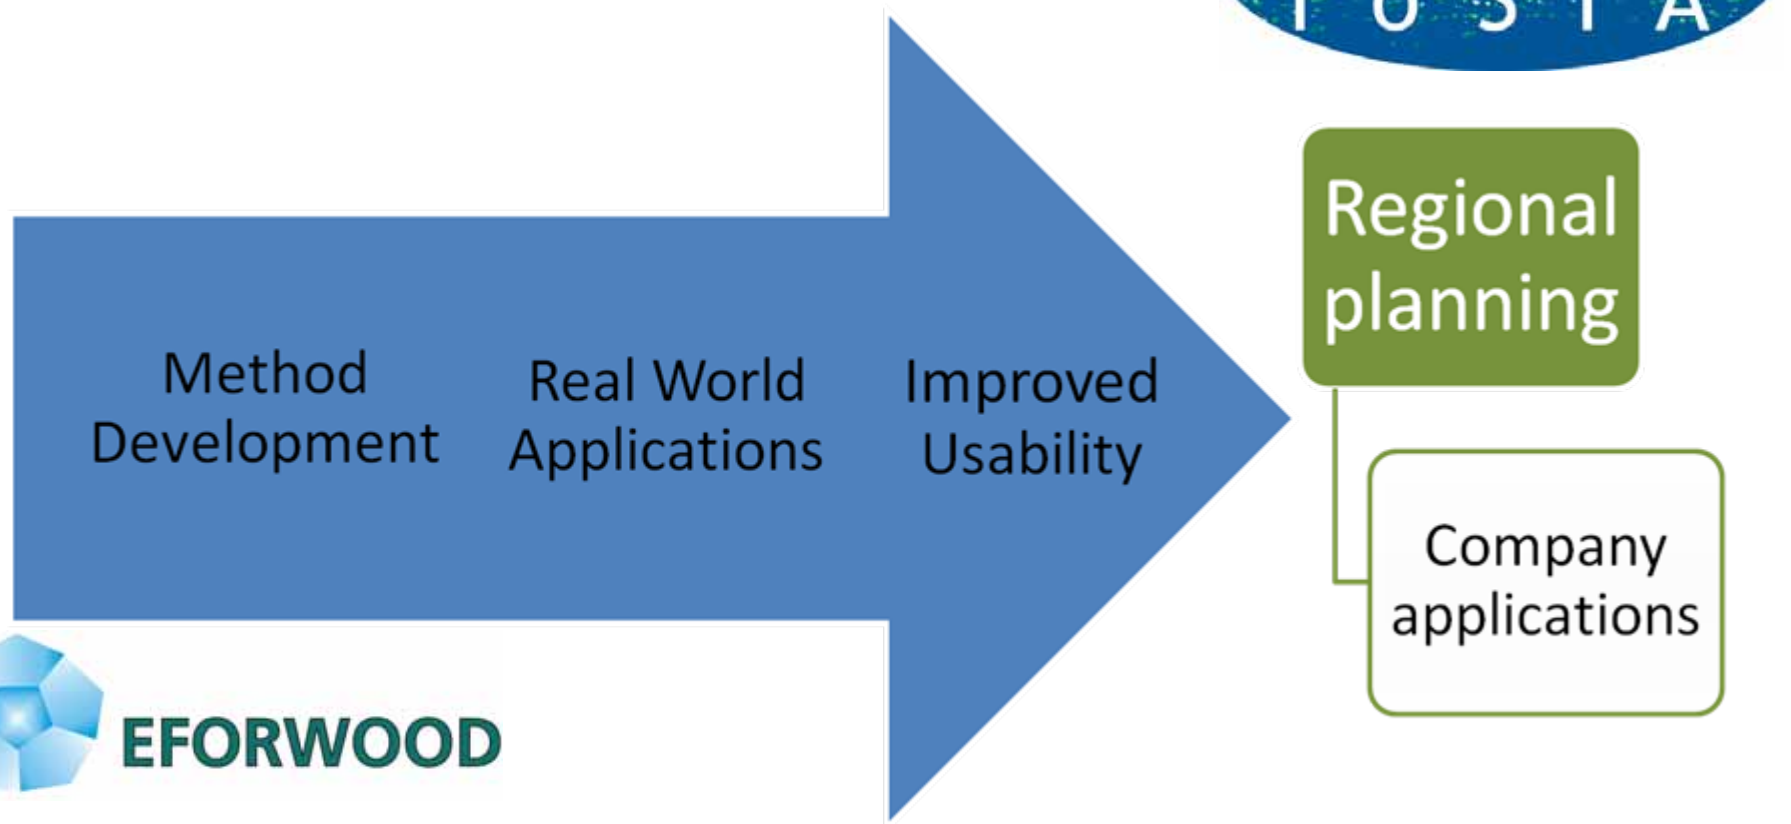 T O S I A
Regional
planning
Method
Development
Real World
Applications
Improved
Usability
Company
applications
EFORWOOD